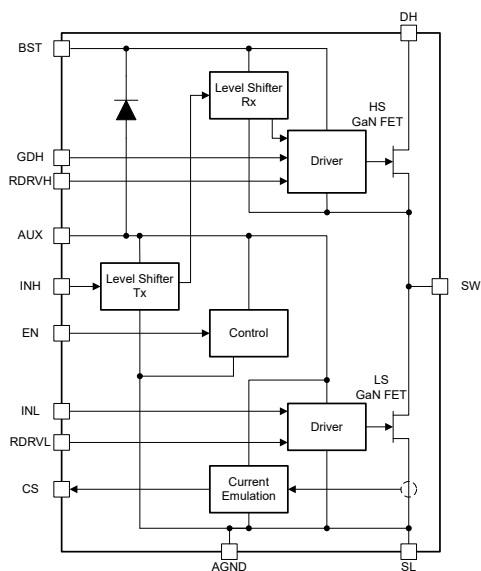 DH
BST
Level Shifter
Rx
HS
GaN FET
GDH
Driver
RDRVH
AUX
INH
Level Shifter
Tx
SW
EN
Control
LS
GaN FET
INL
Driver
RDRVL
CS
Current
Emulation
AGND
SL